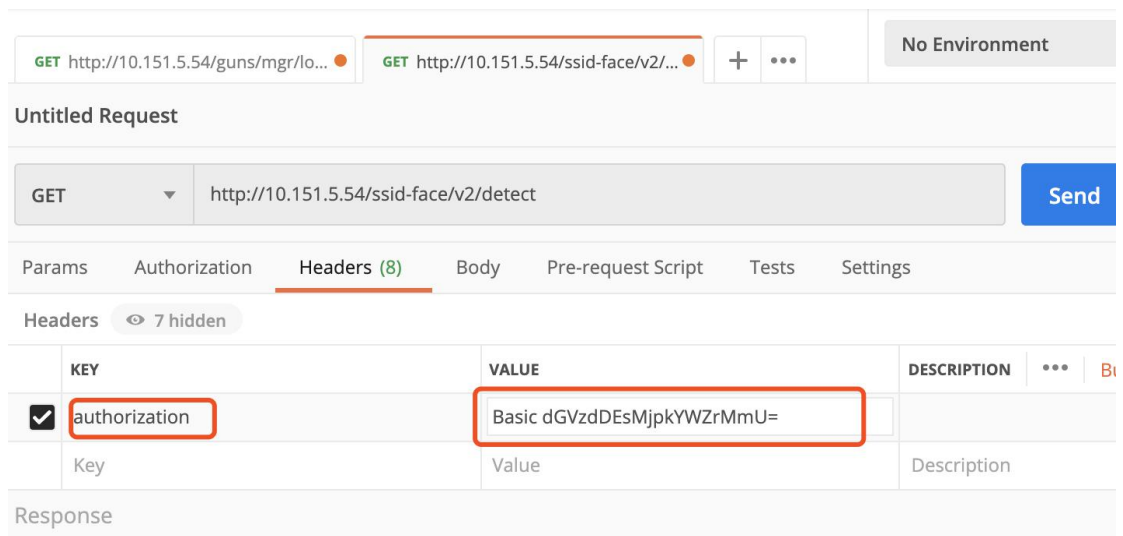 No Environment
GET http://10.151.5.54/guns/mgr/lo... GET http://10.151.5.54/ssid-face/v2/...
Untitled Request
GET http://10.151.5.54/ssid-face/v2/detect Send
Params Authorization Headers (8) Body Pre-request Script Tests Settings
Headers 7 hidden
KEY VALUE DESCRIPTION Bu
authorization Basic dGVzdDEsMjpkYWZrMmU=
Key Value Description
Response